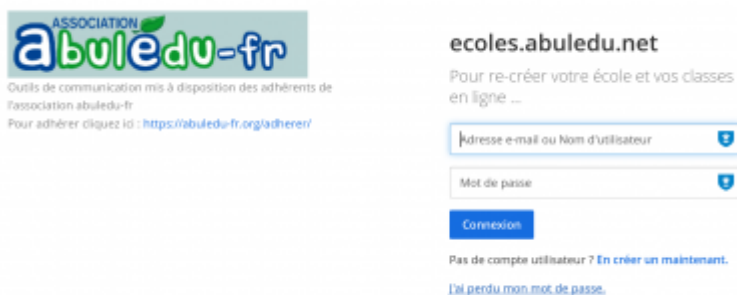 ASSOCIATION
abulédu-fr
Outils de communication mis à disposition des adhérents de
l'association abuledu-fr
Pour adhérer cliquez ici : https://abuledu-fr.org/adherer/
ecoles.abuledu.net
Pour re-créer votre école et vos classes
en ligne ...
Adresse e-mail ou Nom d'utilisateur
Mot de passe
Connexion
Pas de compte utilisateur ? En créer un maintenant.
J'ai perdu mon mot de passe.